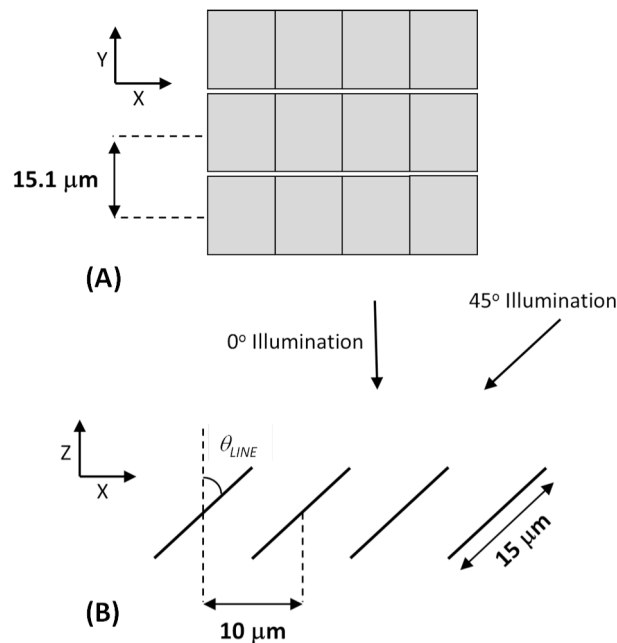 Y
X
15.1 μm
(A)
45° Illumination
0° Illumination
θLINE
Z
X
15 μm
(B)
10 μm